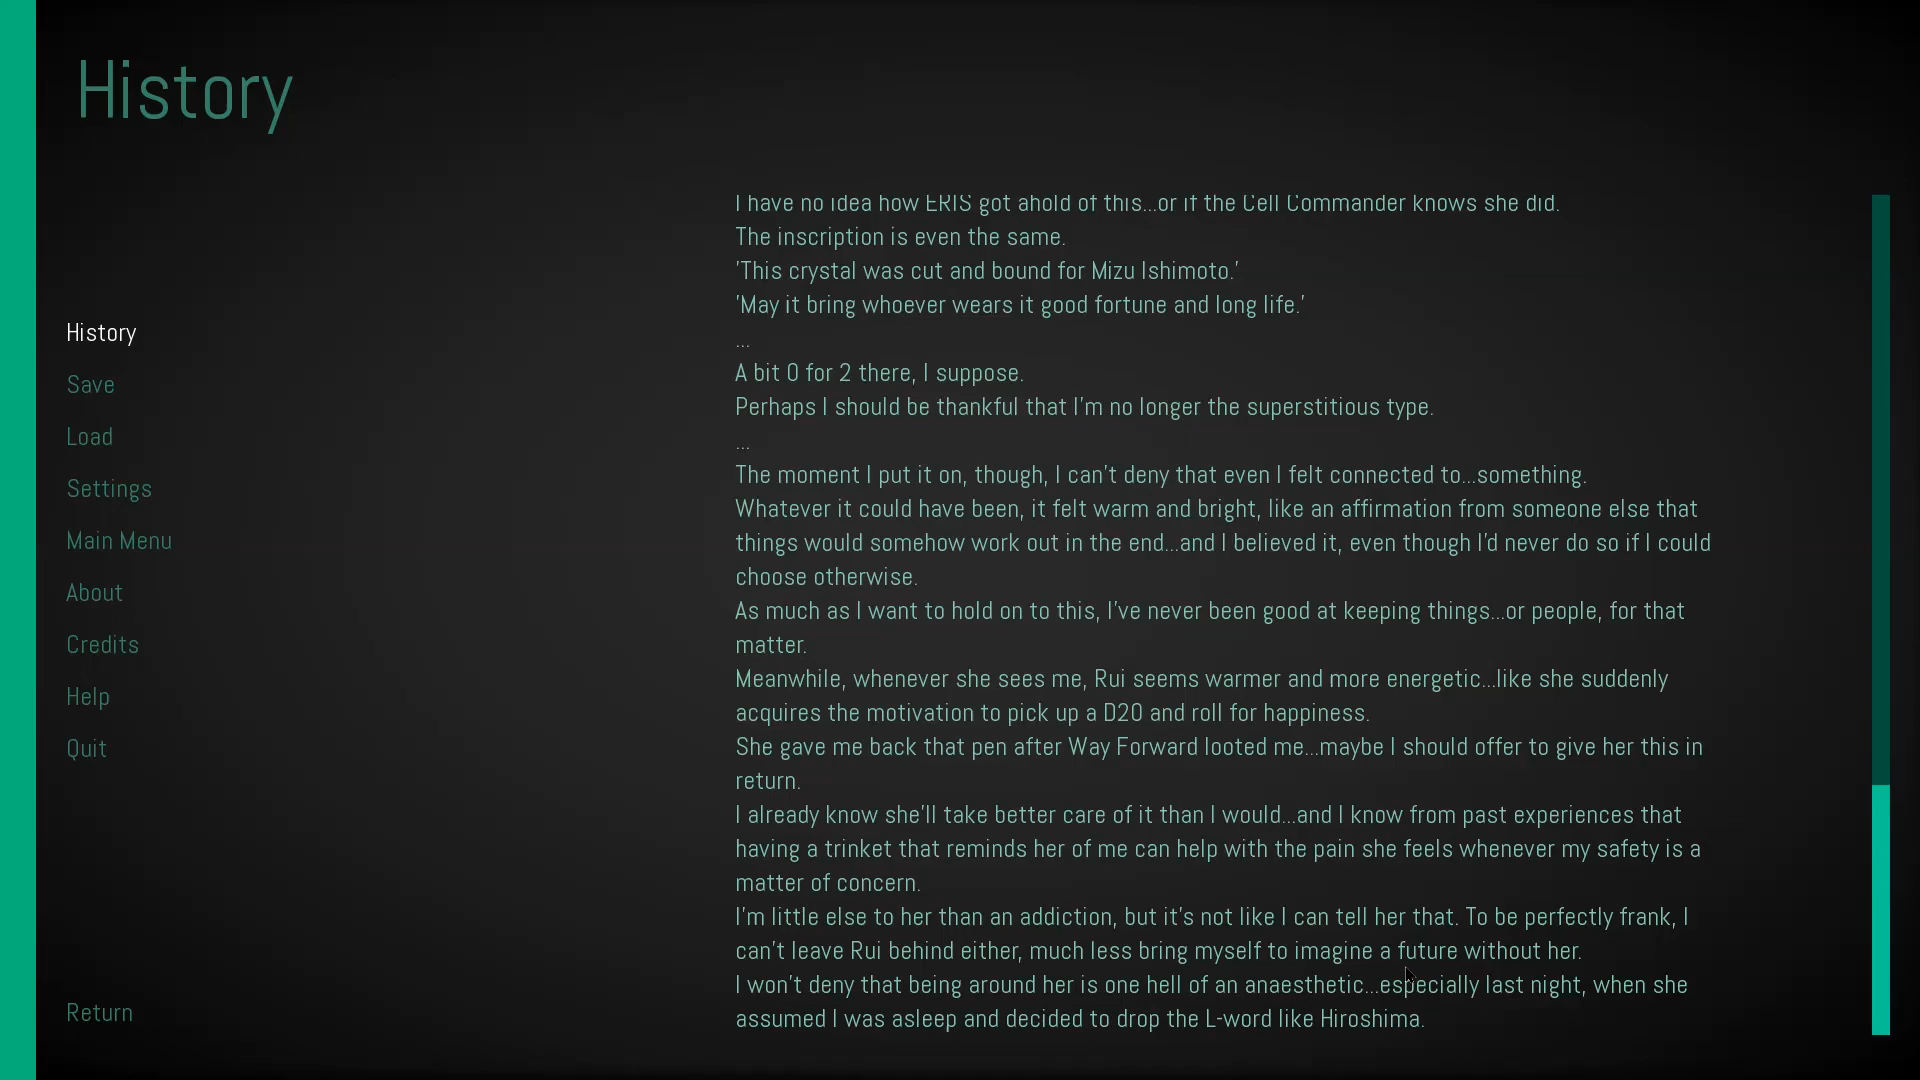 History
History
Save
Load
Settings
Main Menu
About
Credits
Help
Quit
Return
I have no idea how ERIS got ahold of this...or if the Cell Commander knows she did.
The inscription is even the same.
'This crystal was cut and bound for Mizu Ishimoto.'
'May it bring whoever wears it good fortune and long life.'
...
A bit 0 for 2 there, I suppose.
Perhaps I should be thankful that I'm no longer the superstitious type.
...
The moment I put it on, though, I can't deny that even I felt connected to...something.
Whatever it could have been, it felt warm and bright, like an affirmation from someone else that
things would somehow work out in the end...and I believed it, even though I'd never do so if I could
choose otherwise.
As much as I want to hold on to this, I've never been good at keeping things...or people, for that
matter.
Meanwhile, whenever she sees me, Rui seems warmer and more energetic...like she suddenly
acquires the motivation to pick up a D20 and roll for happiness.
She gave me back that pen after Way Forward looted me...maybe I should offer to give her this in
return.
I already know she'll take better care of it than I would...and I know from past experiences that
having a trinket that reminds her of me can help with the pain she feels whenever my safety is a
matter of concern.
I'm little else to her than an addiction, but it's not like I can tell her that. To be perfectly frank, I
can't leave Rui behind either, much less bring myself to imagine a future without her.
I won't deny that being around her is one hell of an anaesthetic...especially last night, when she
assumed I was asleep and decided to drop the L-word like Hiroshima.